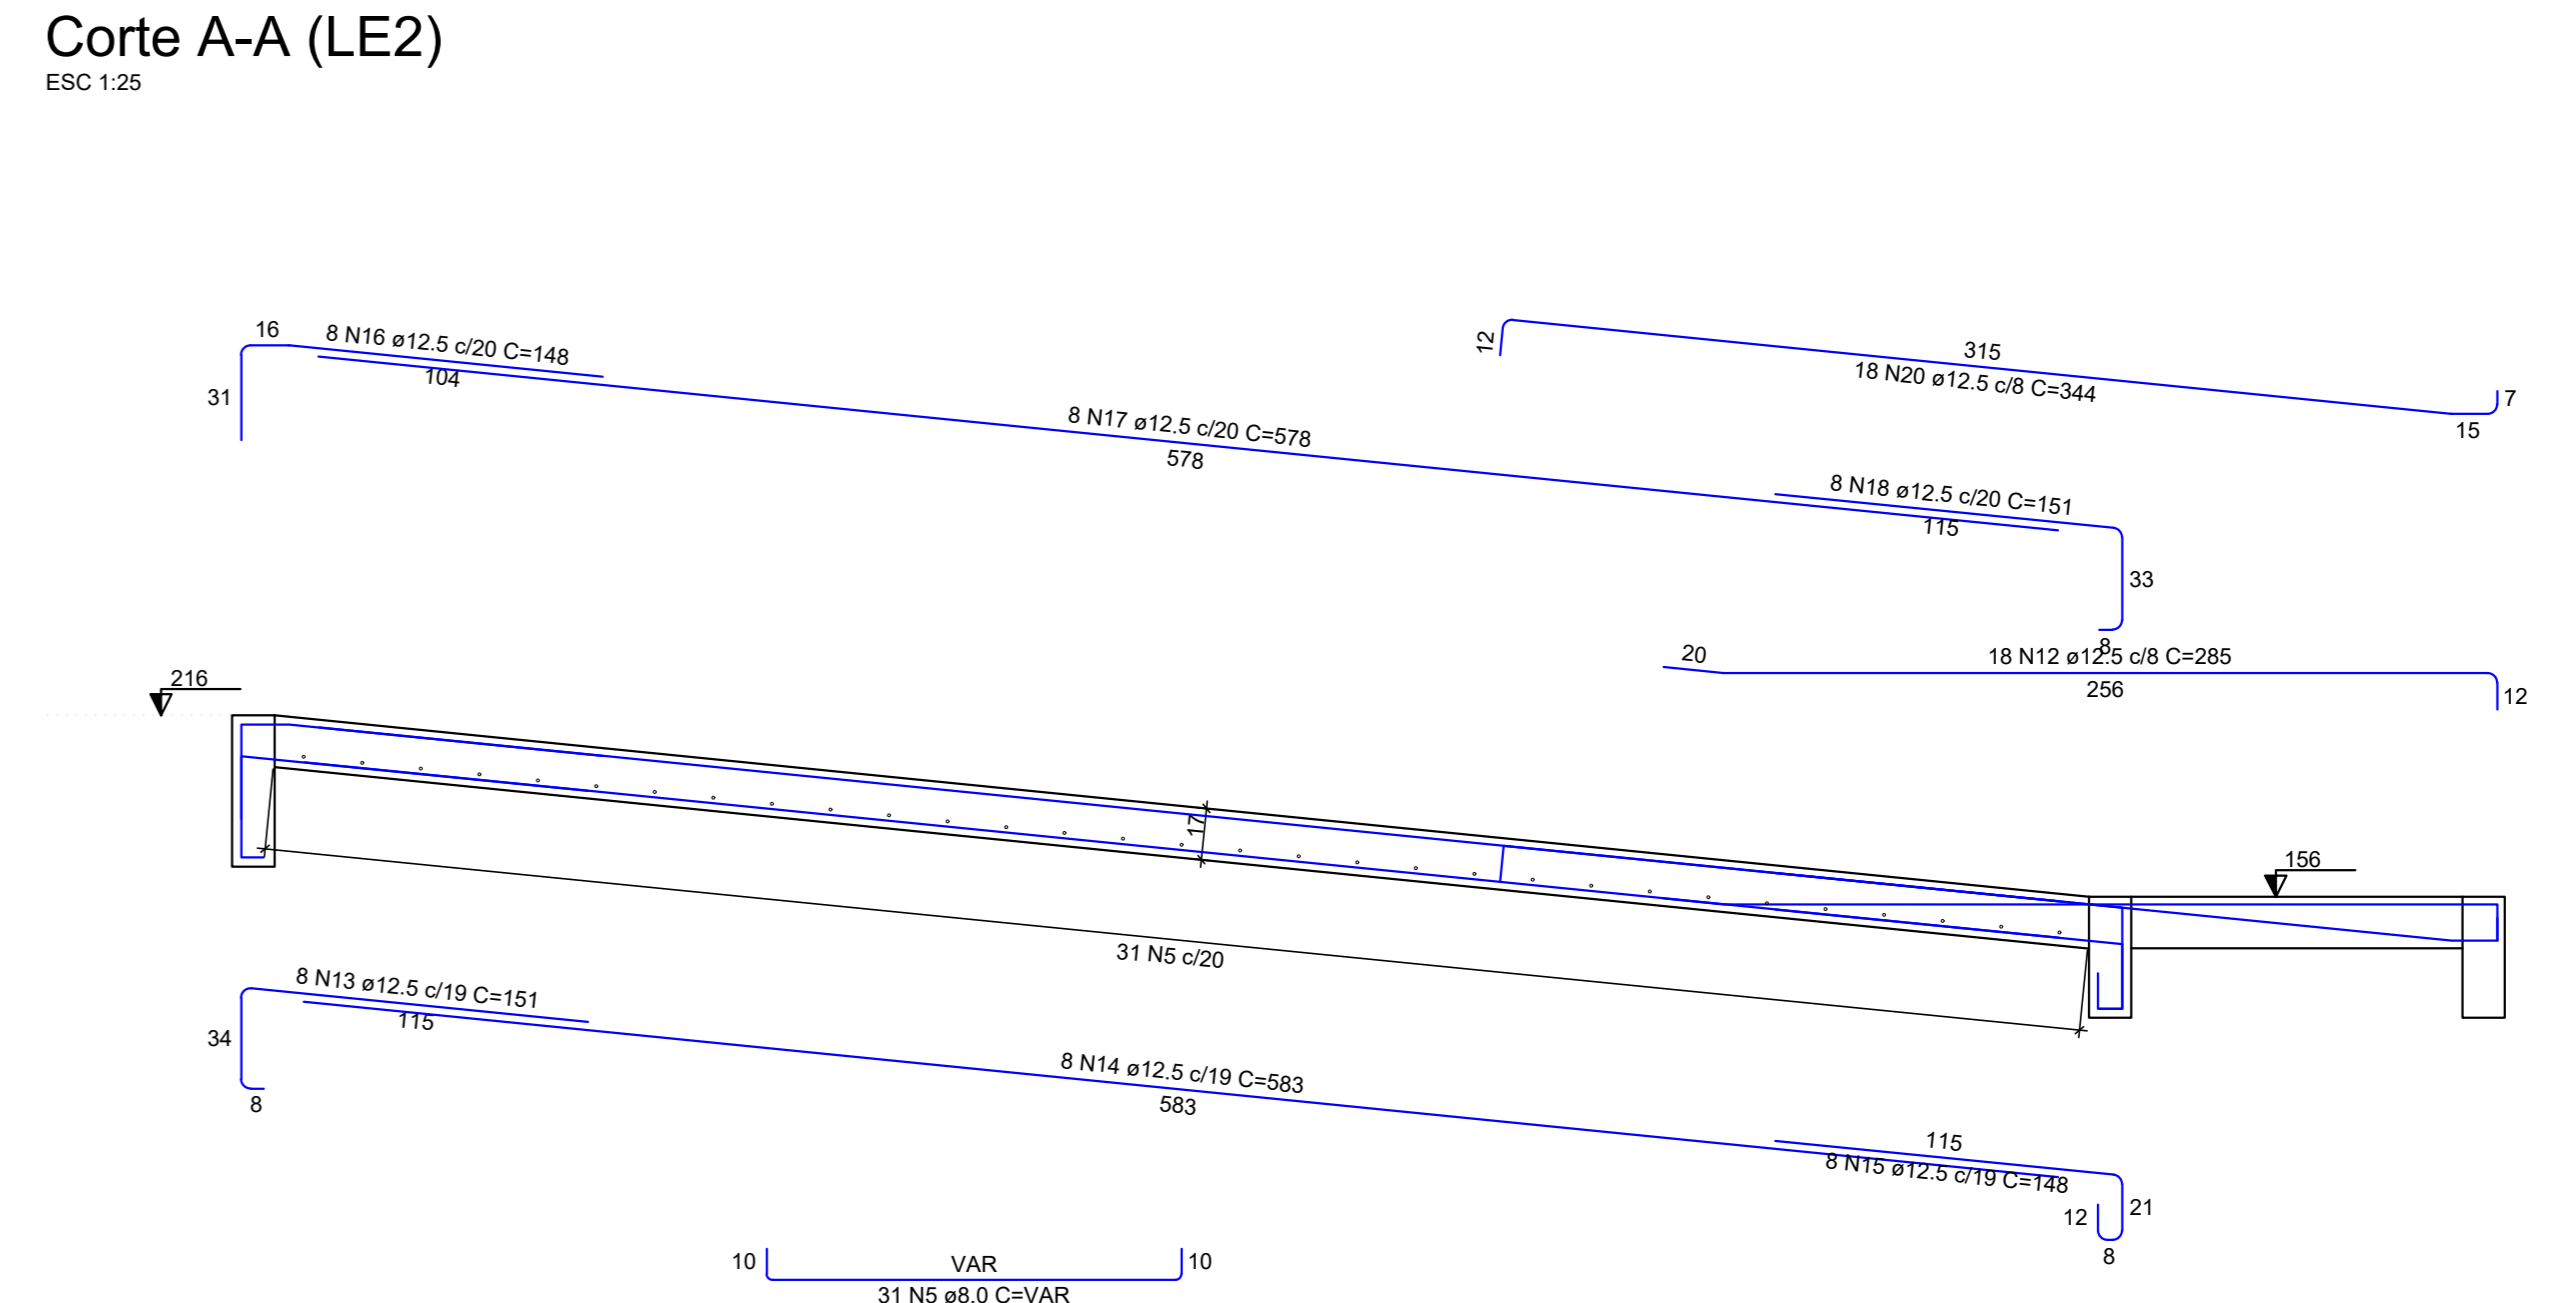 Corte A-A (LE2)
ESC 1:25
16
8 N16 ø12.5 c/20 C=148
104
31
12
315
18 N20 ø12.5 c/8 C=344
7
15
8 N17 ø12.5 c/20 C=578
578
8 N18 ø12.5 c/20 C=151
115
33
8
20
18 N12 ø12.5 c/8 C=285
256
12
216
17
156
31 N5 c/20
8 N13 ø12.5 c/19 C=151
115
34
8
8 N14 ø12.5 c/19 C=583
583
115
8 N15 ø12.5 c/19 C=148
12
21
8
10
VAR
10
31 N5 ø8.0 C=VAR